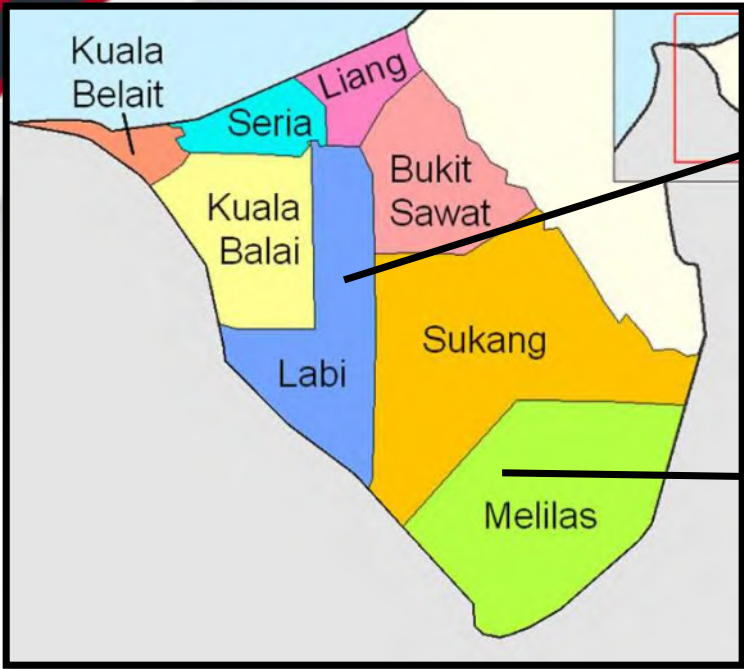 Kuala
Belait
Seria
Liang
Bukit
Sawat
Kuala
Balai
Labi
Sukang
Melilas